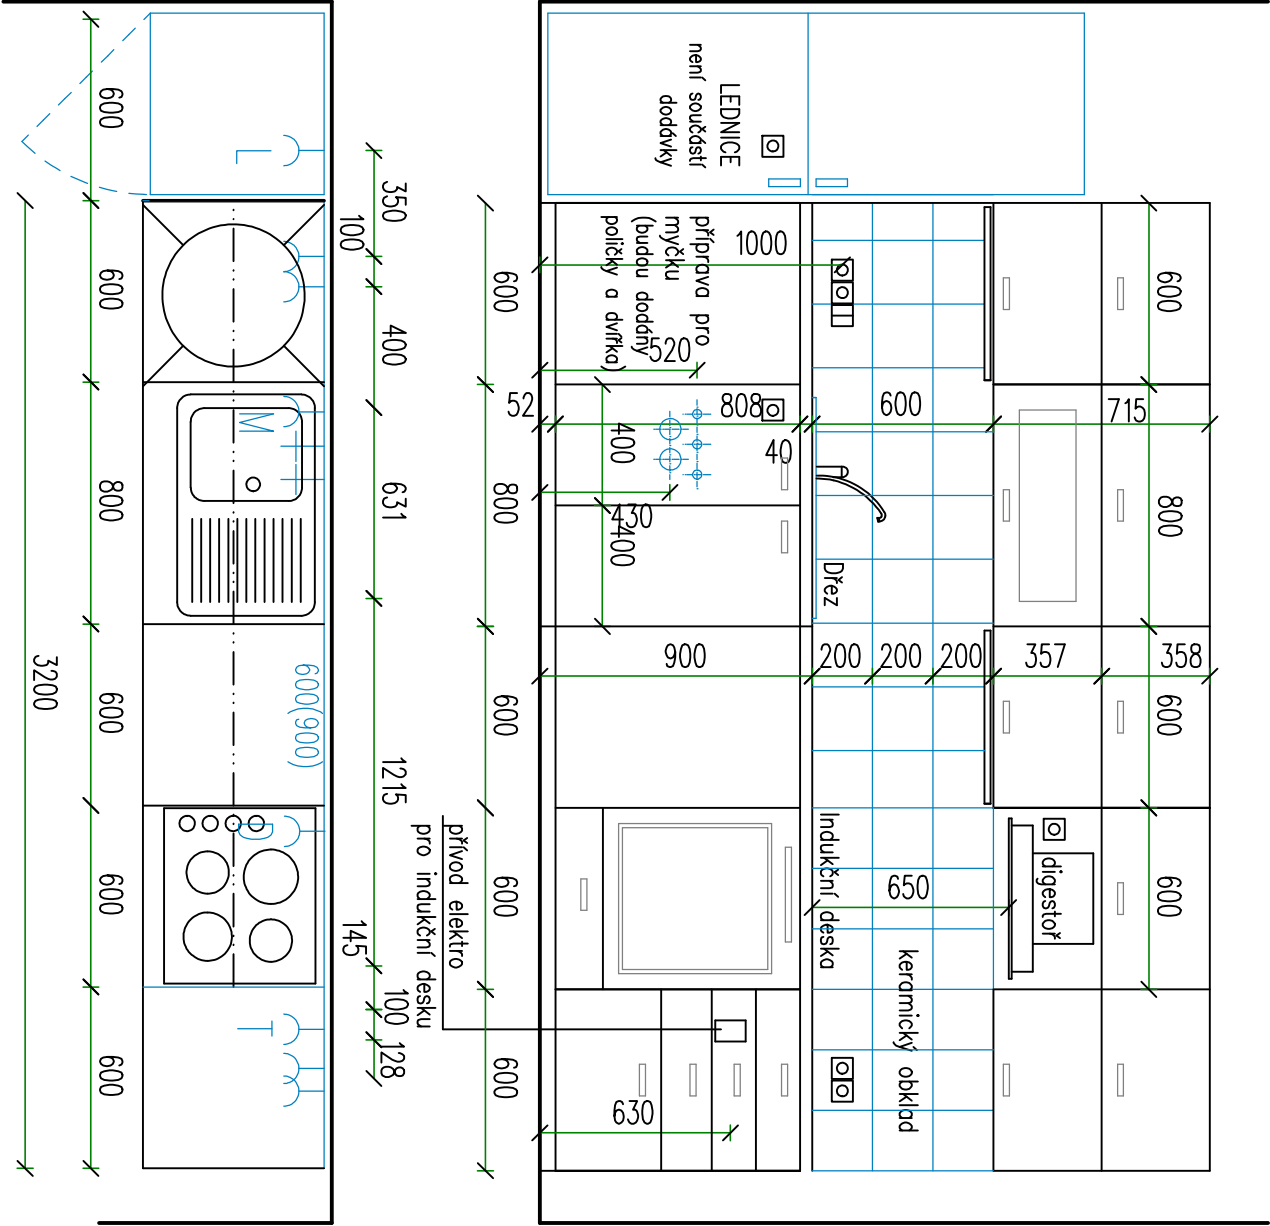 LEDNICE
není součástí
dodávky
příprava pro
myčku
(budou dodány
poličky a dvířka)
Dřez
Indukční deska
digestoř
keramický obklad
přívod elektro
pro indukční desku
600
600
800
600
600
600
3200
350
100
400
631
1215
145
100
128
L
M
T
T
D
T
600(900)
600
800
600
600
600
1000
520
52
808
40
600
715
400
430
400
900
200
200
200
357
358
650
630
600
800
600
600